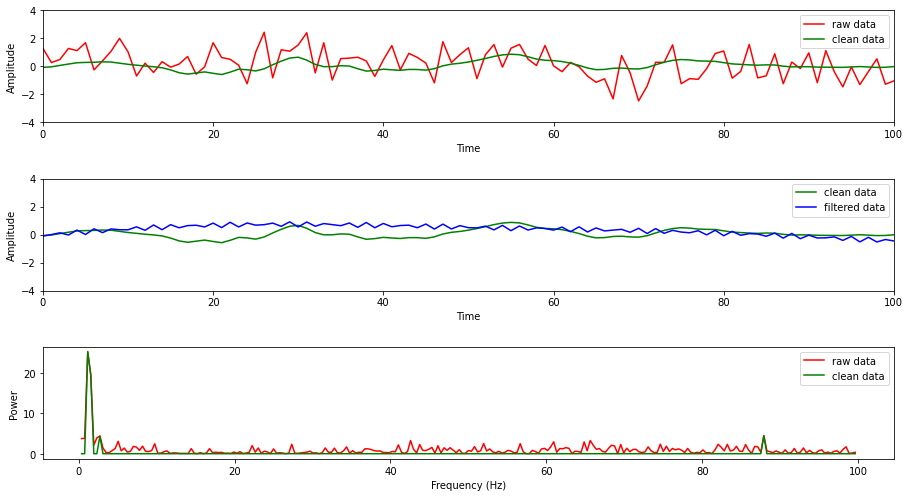 4
2
0
−2
−4
Amplitude
raw data
clean data
0 20 40 60 80 100
Time
4
2
0
−2
−4
Amplitude
clean data
filtered data
0 20 40 60 80 100
Time
20
10
0
Power
raw data
clean data
0 20 40 60 80 100
Frequency (Hz)